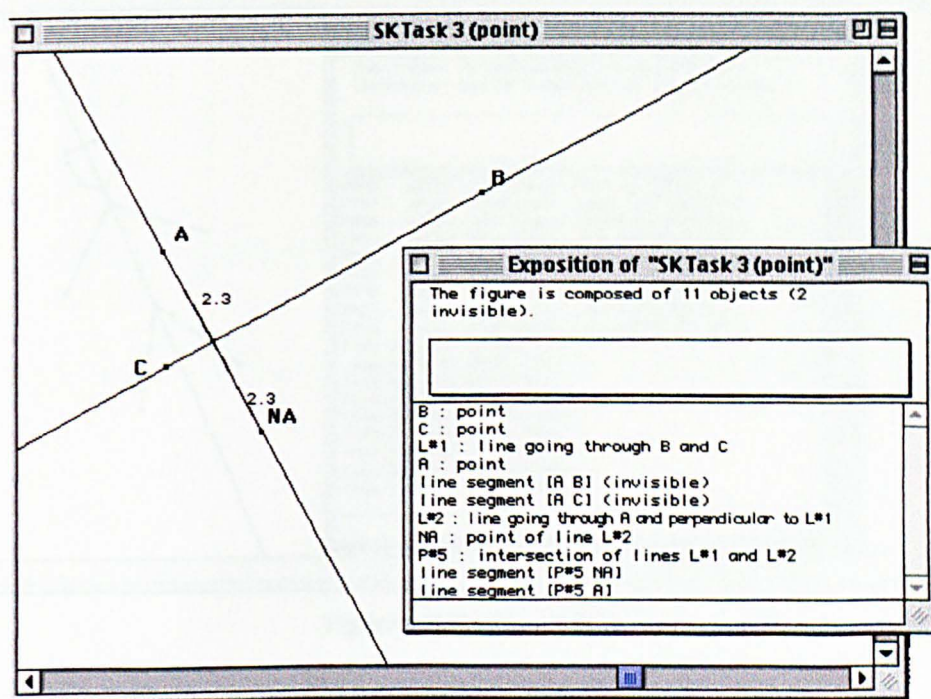 SKTask 3 (point)
B
A
2.3
C
2.3
NA
Exposition of "SKTask 3 (point)"
The figure is composed of 11 objects (2
invisible).
B : point
C : point
L#1 : line going through B and C
A : point
line segment [A B] (invisible)
line segment [A C] (invisible)
L#2 : line going through A and perpendicular to L#1
NA : point of line L#2
P#5 : intersection of lines L#1 and L#2
line segment [P#5 NA]
line segment [P#5 A]